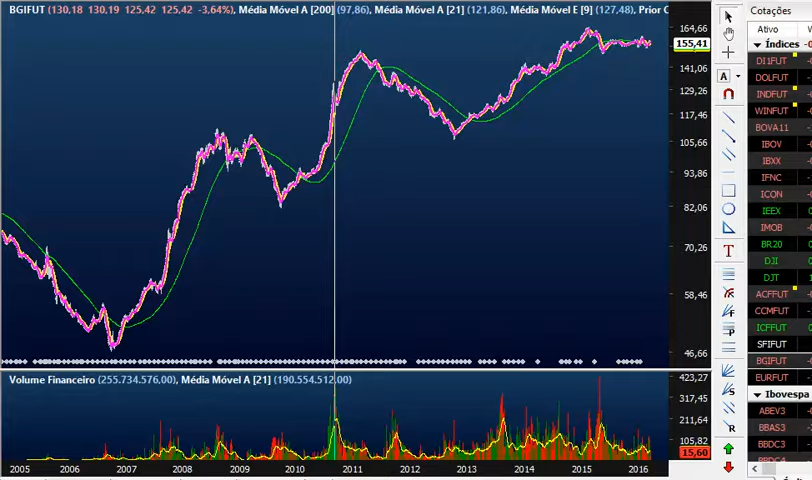 BGIFUT (130,18 130,19 125,42 125,42 -3.64%), Média Móvel A [200] (97,86), Média Móvel A [21] (121,86), Média Móvel E [9] (127,48), Prior C
164,66
155,41
141,06
129,26
117,46
105,66
93,86
82,06
70,26
58,46
46,66
Volume Financeiro (255.734.576,00), Média Móvel A [21] (190.554.512,00)
423,27
317,45
211,64
105,82
15,60
2005 2006 2007 2008 2009 2010 2011 2012 2013 2014 2015 2016
A
T
F
P
S
R
Cotações
Ativo
Índices -0
DI1FUT
DOLFUT
INDFUT
WINFUT
BOVA11
IBOV
IBXX
IFNC
ICON
IEEX
IMOB
BR20
DJI
DJT
ACFFUT
CCMFUT
ICFFUT
SFIFUT
BGIFUT
EURFUT
Ibovespa
ABEV3
BBAS3
BBDC3
BBDC4